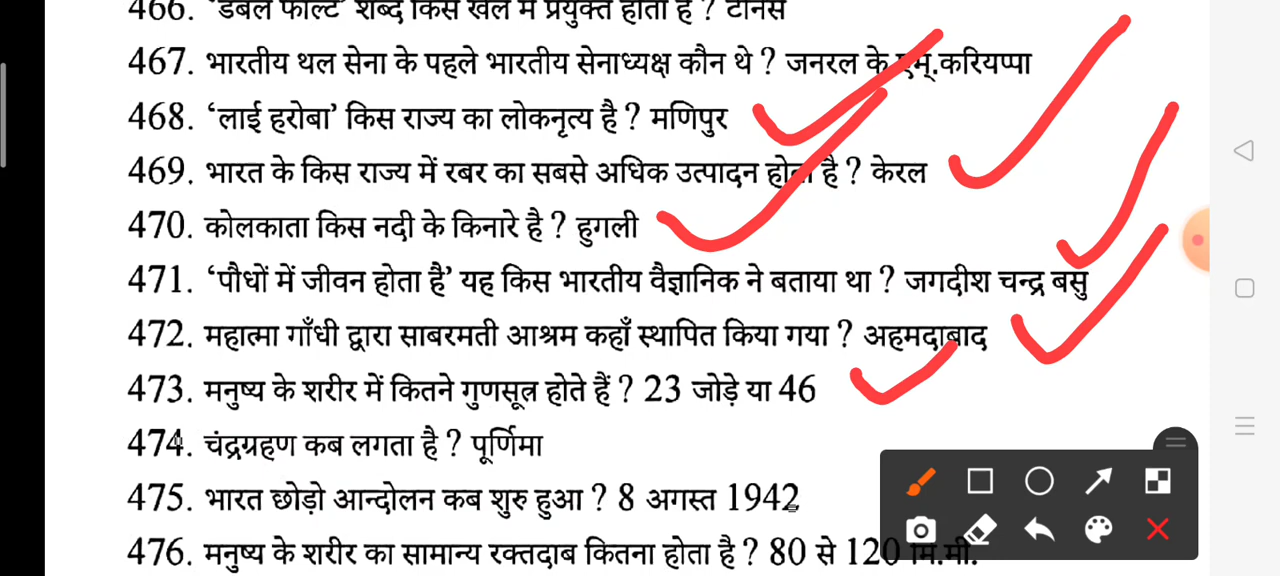 466. 'डबल फॉल्ट' शब्द किस खेल में प्रयुक्त होता है ? टेनिस
467. भारतीय थल सेना के पहले भारतीय सेनाध्यक्ष कौन थे ? जनरल के.एम्.करियप्पा
468. 'लाई हरोबा' किस राज्य का लोकनृत्य है ? मणिपुर
469. भारत के किस राज्य में रबर का सबसे अधिक उत्पादन होता है ? केरल
470. कोलकाता किस नदी के किनारे है ? हुगली
471. 'पौधों में जीवन होता है' यह किस भारतीय वैज्ञानिक ने बताया था ? जगदीश चन्द्र बसु
472. महात्मा गाँधी द्वारा साबरमती आश्रम कहाँ स्थापित किया गया ? अहमदाबाद
473. मनुष्य के शरीर में कितने गुणसूत्र होते हैं ? 23 जोड़े या 46
474. चंद्रग्रहण कब लगता है ? पूर्णिमा
475. भारत छोड़ो आन्दोलन कब शुरु हुआ ? 8 अगस्त 1942
476. मनुष्य के शरीर का सामान्य रक्तदाब कितना होता है ? 80 से 120 मि.मी.